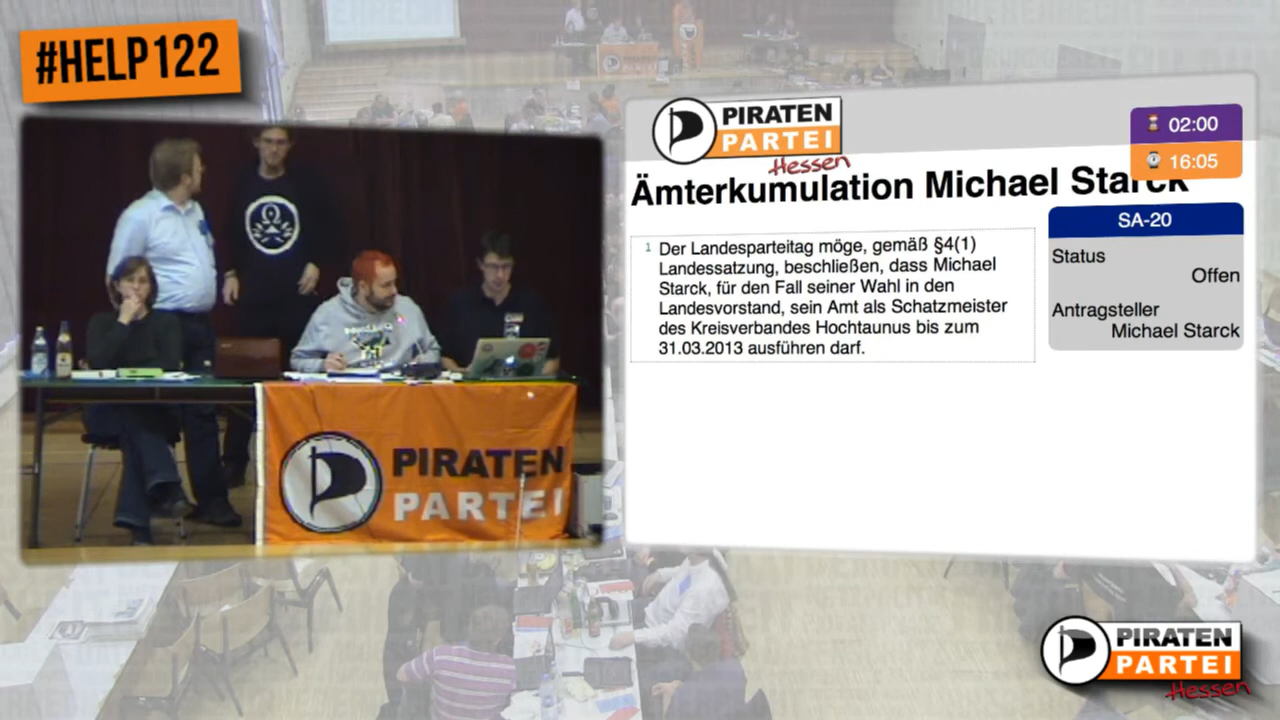 #HELP122
PIRATEN
PARTEI
Hessen
02:00
16:05
Ämterkumulation Michael Starck
SA-20
1 Der Landesparteitag möge, gemäß §4(1)
Landessatzung, beschließen, dass Michael
Starck, für den Fall seiner Wahl in den
Landesvorstand, sein Amt als Schatzmeister
des Kreisverbandes Hochtaunus bis zum
31.03.2013 ausführen darf.
Status
Offen
Antragsteller
Michael Starck
PIRATEN
PARTEI
PIRATEN
PARTEI
Hessen